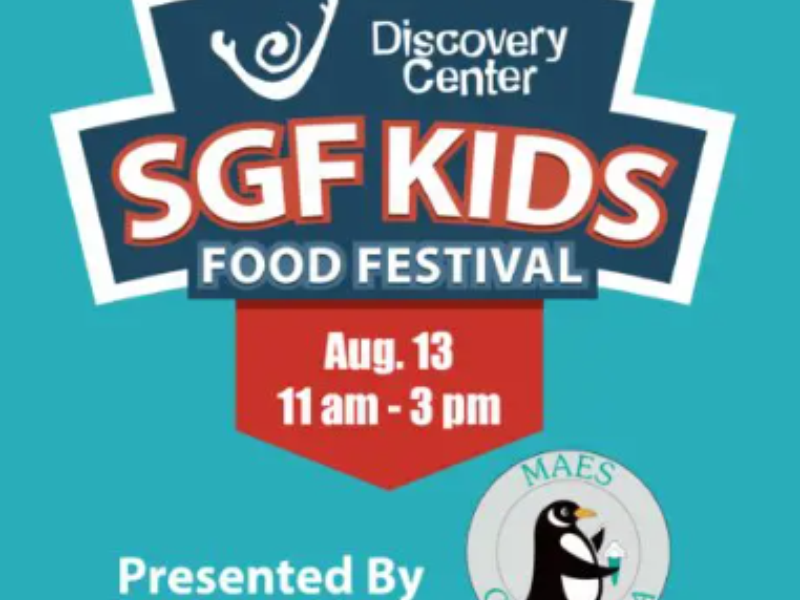 Discovery
Center
SGF KIDS
FOOD FESTIVAL
Aug. 13
11 am - 3 pm
MAES
Presented By